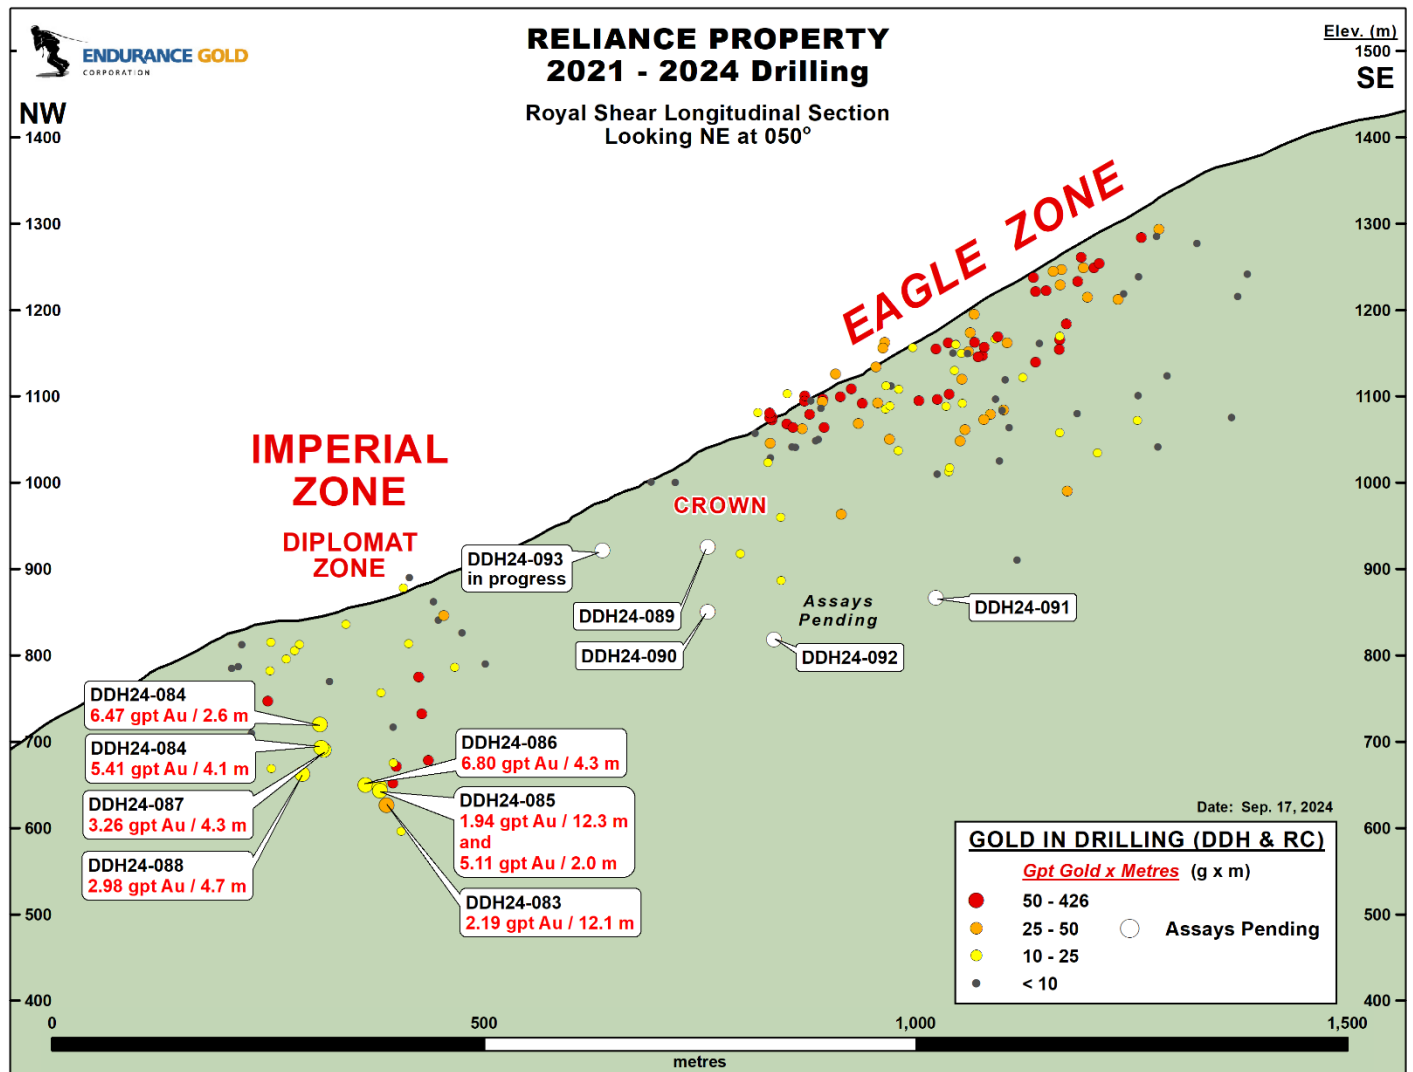 ENDURANCE GOLD
CORPORATION
RELIANCE PROPERTY
2021 - 2024 Drilling
Royal Shear Longitudinal Section
Looking NE at 050°
Elev. (m)
1500
NW
SE
1400
1400
1300
1300
1200
1200
1100
1100
1000
1000
900
900
800
800
700
700
600
600
500
500
400
400
EAGLE ZONE
IMPERIAL
ZONE
DIPLOMAT
ZONE
CROWN
DDH24-093
in progress
DDH24-089
DDH24-090
Assays
Pending
DDH24-091
DDH24-092
DDH24-084
6.47 gpt Au / 2.6 m
DDH24-084
5.41 gpt Au / 4.1 m
DDH24-087
3.26 gpt Au / 4.3 m
DDH24-088
2.98 gpt Au / 4.7 m
DDH24-086
6.80 gpt Au / 4.3 m
DDH24-085
1.94 gpt Au / 12.3 m
and
5.11 gpt Au / 2.0 m
DDH24-083
2.19 gpt Au / 12.1 m
Date: Sep. 17, 2024
GOLD IN DRILLING (DDH & RC)
Gpt Gold x Metres (g x m)
50 - 426
25 - 50
Assays Pending
10 - 25
< 10
0
500
1,000
1,500
metres